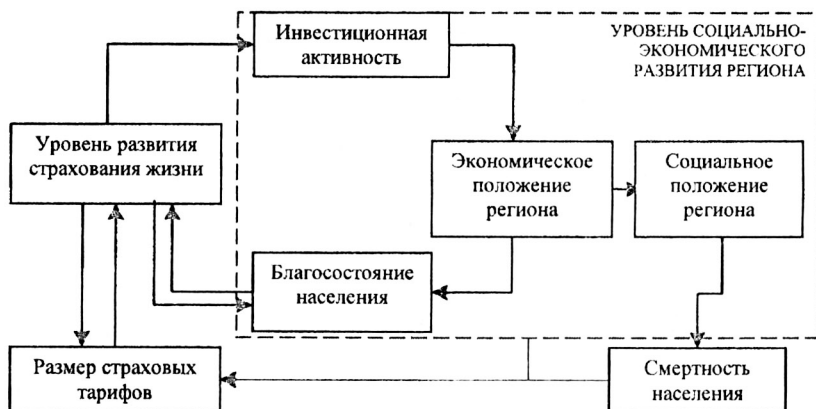 Инвестиционная
активность
УРОВЕНЬ СОЦИАЛЬНО-
ЭКОНОМИЧЕСКОГО
РАЗВИТИЯ РЕГИОНА
Уровень развития
страхования жизни
Экономическое
положение
региона
Социальное
положение
региона
Благосостояние
населения
Размер страховых
тарифов
Смертность
населения